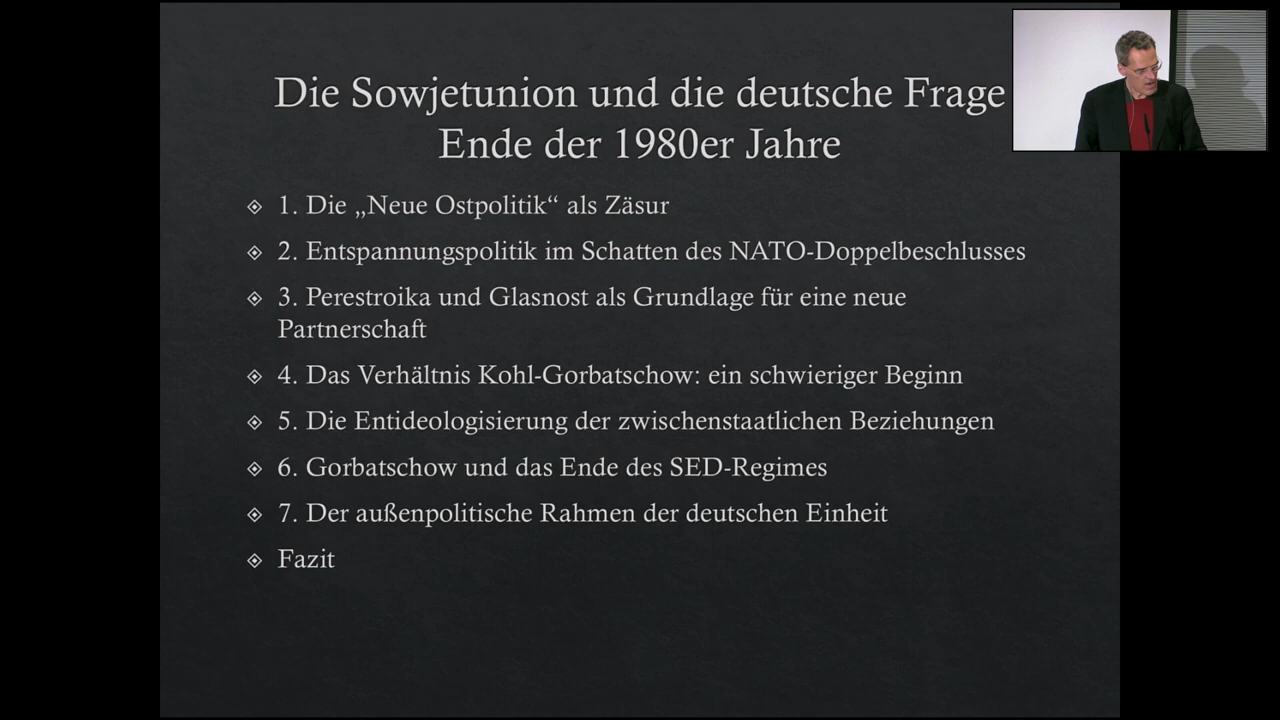 Die Sowjetunion und die deutsche Frage
Ende der 1980er Jahre
1. Die „Neue Ostpolitik“ als Zäsur
2. Entspannungspolitik im Schatten des NATO-Doppelbeschlusses
3. Perestroika und Glasnost als Grundlage für eine neue
Partnerschaft
4. Das Verhältnis Kohl-Gorbatschow: ein schwieriger Beginn
5. Die Entideologisierung der zwischenstaatlichen Beziehungen
6. Gorbatschow und das Ende des SED-Regimes
7. Der außenpolitische Rahmen der deutschen Einheit
Fazit